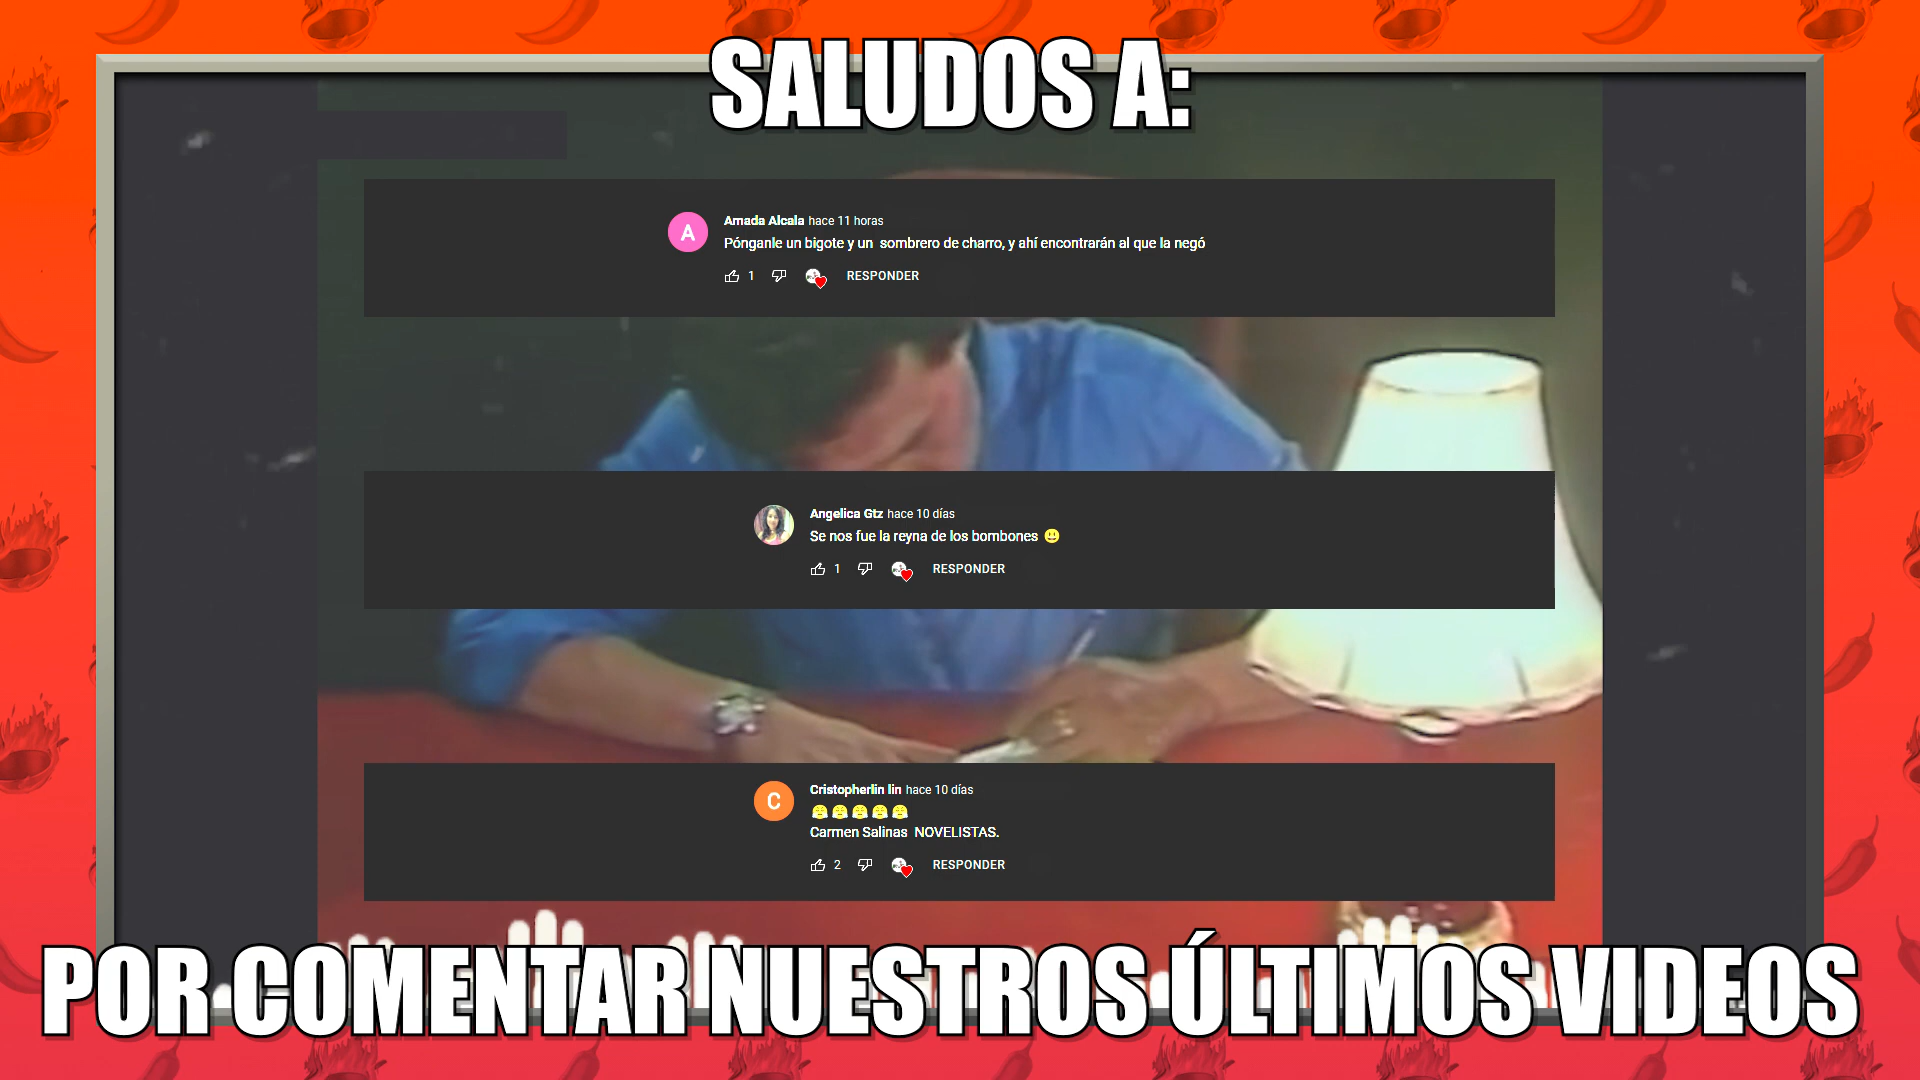 SALUDOS A:
A
Amada Alcala hace 11 horas
Pónganle un bigote y un sombrero de charro, y ahí encontrarán al que la negó
1 RESPONDER
Angelica Gtz hace 10 días
Se nos fue la reyna de los bombones 😃
1 RESPONDER
C
Cristopherlin lin hace 10 días
😤😤😤😤😤
Carmen Salinas NOVELISTAS.
2 RESPONDER
POR COMENTAR NUESTROS ÚLTIMOS VIDEOS